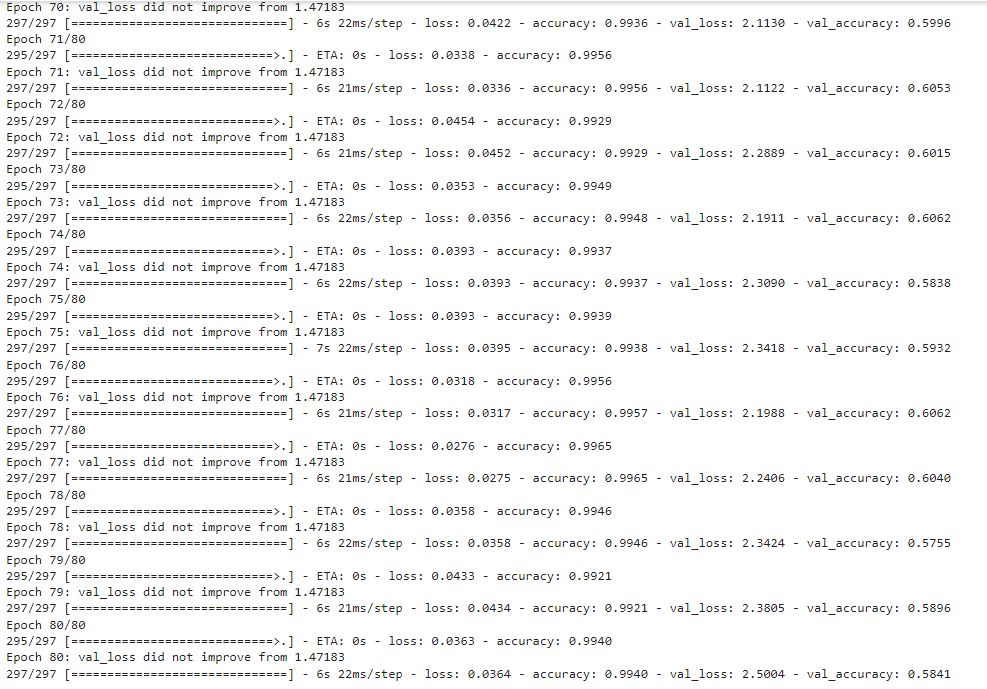 Epoch 70: val_loss did not improve from 1.47183
297/297 [==============================] - 6s 22ms/step - loss: 0.0422 - accuracy: 0.9936 - val_loss: 2.1130 - val_accuracy: 0.5996
Epoch 71/80
295/297 [============================>.] - ETA: 0s - loss: 0.0338 - accuracy: 0.9956
Epoch 71: val_loss did not improve from 1.47183
297/297 [==============================] - 6s 21ms/step - loss: 0.0336 - accuracy: 0.9956 - val_loss: 2.1122 - val_accuracy: 0.6053
Epoch 72/80
295/297 [============================>.] - ETA: 0s - loss: 0.0454 - accuracy: 0.9929
Epoch 72: val_loss did not improve from 1.47183
297/297 [==============================] - 6s 21ms/step - loss: 0.0452 - accuracy: 0.9929 - val_loss: 2.2889 - val_accuracy: 0.6015
Epoch 73/80
295/297 [============================>.] - ETA: 0s - loss: 0.0353 - accuracy: 0.9949
Epoch 73: val_loss did not improve from 1.47183
297/297 [==============================] - 6s 22ms/step - loss: 0.0356 - accuracy: 0.9948 - val_loss: 2.1911 - val_accuracy: 0.6062
Epoch 74/80
295/297 [============================>.] - ETA: 0s - loss: 0.0393 - accuracy: 0.9937
Epoch 74: val_loss did not improve from 1.47183
297/297 [==============================] - 6s 22ms/step - loss: 0.0393 - accuracy: 0.9937 - val_loss: 2.3090 - val_accuracy: 0.5838
Epoch 75/80
295/297 [============================>.] - ETA: 0s - loss: 0.0393 - accuracy: 0.9939
Epoch 75: val_loss did not improve from 1.47183
297/297 [==============================] - 7s 22ms/step - loss: 0.0395 - accuracy: 0.9938 - val_loss: 2.3418 - val_accuracy: 0.5932
Epoch 76/80
295/297 [============================>.] - ETA: 0s - loss: 0.0318 - accuracy: 0.9956
Epoch 76: val_loss did not improve from 1.47183
297/297 [==============================] - 6s 21ms/step - loss: 0.0317 - accuracy: 0.9957 - val_loss: 2.1988 - val_accuracy: 0.6062
Epoch 77/80
295/297 [============================>.] - ETA: 0s - loss: 0.0276 - accuracy: 0.9965
Epoch 77: val_loss did not improve from 1.47183
297/297 [==============================] - 6s 21ms/step - loss: 0.0275 - accuracy: 0.9965 - val_loss: 2.2406 - val_accuracy: 0.6040
Epoch 78/80
295/297 [============================>.] - ETA: 0s - loss: 0.0358 - accuracy: 0.9946
Epoch 78: val_loss did not improve from 1.47183
297/297 [==============================] - 6s 22ms/step - loss: 0.0358 - accuracy: 0.9946 - val_loss: 2.3424 - val_accuracy: 0.5755
Epoch 79/80
295/297 [============================>.] - ETA: 0s - loss: 0.0433 - accuracy: 0.9921
Epoch 79: val_loss did not improve from 1.47183
297/297 [==============================] - 6s 21ms/step - loss: 0.0434 - accuracy: 0.9921 - val_loss: 2.3805 - val_accuracy: 0.5896
Epoch 80/80
295/297 [============================>.] - ETA: 0s - loss: 0.0363 - accuracy: 0.9940
Epoch 80: val_loss did not improve from 1.47183
297/297 [==============================] - 6s 22ms/step - loss: 0.0364 - accuracy: 0.9940 - val_loss: 2.5004 - val_accuracy: 0.5841